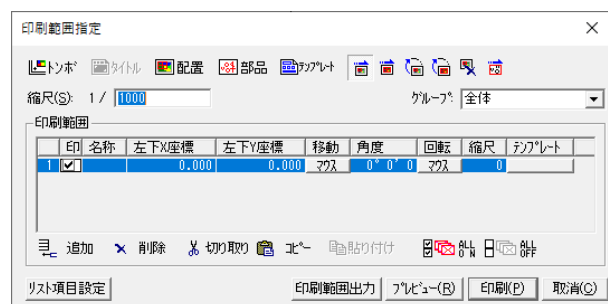 印刷範囲指定
トンボ タイトル 配置 部品 テンプレート
縮尺(S): 1 / 1000 グループ: 全体
印刷範囲
印 名称 左下X座標 左下Y座標 移動 角度 回転 縮尺 テンプレート
1 0.000 0.000 マウス 0° 0' 0 マウス 0
追加 削除 切り取り コピー 貼り付け ALL ON ALL OFF
リスト項目設定 印刷範囲出力 プレビュー(R) 印刷(P) 取消(C)